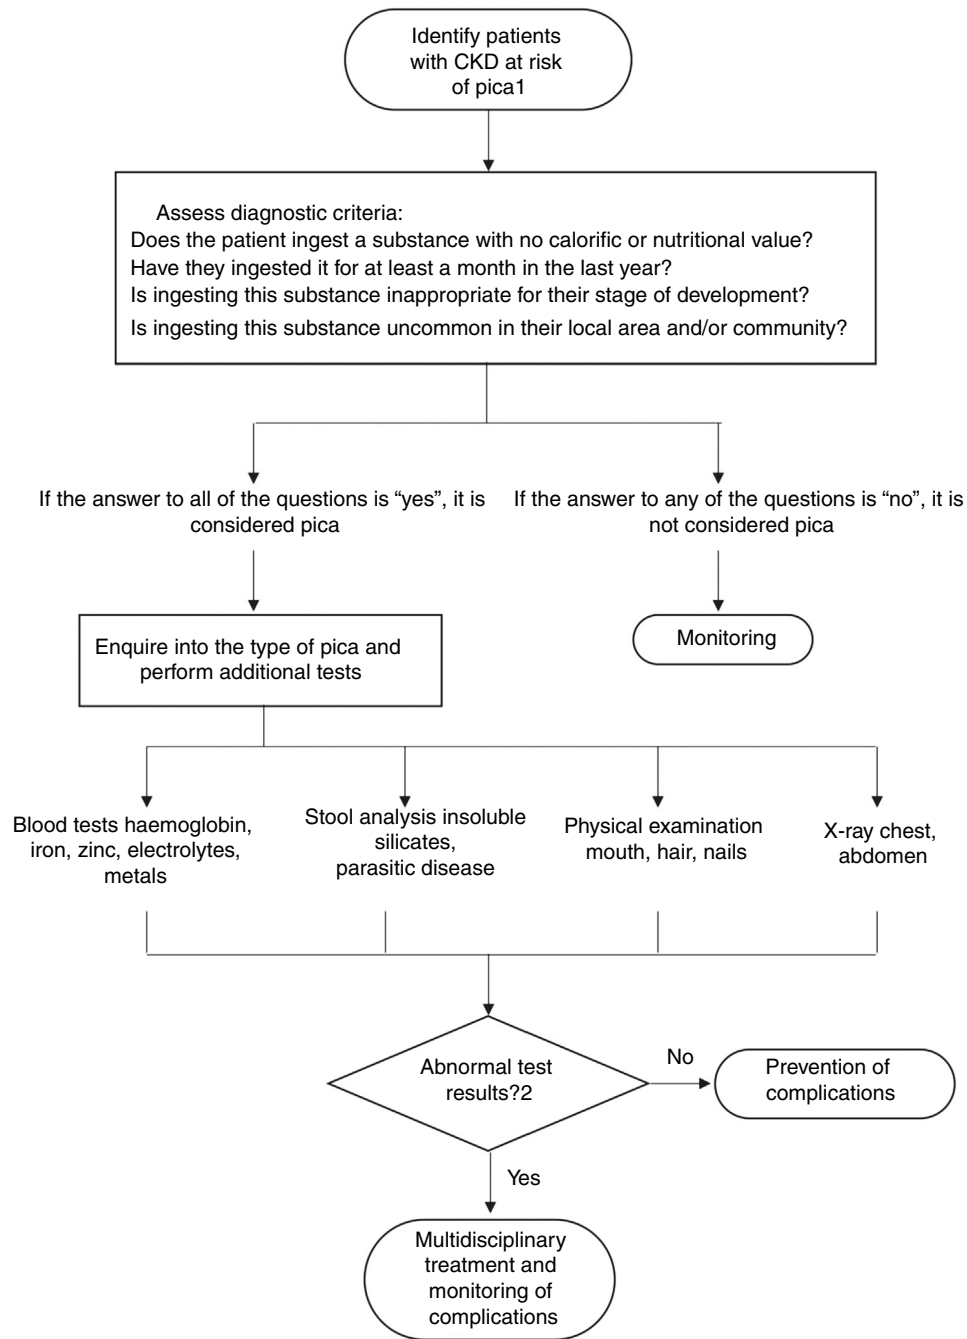 Identify patients
with CKD at risk
of pica1
Assess diagnostic criteria:
Does the patient ingest a substance with no calorific or nutritional value?
Have they ingested it for at least a month in the last year?
Is ingesting this substance inappropriate for their stage of development?
Is ingesting this substance uncommon in their local area and/or community?
If the answer to all of the questions is “yes”, it is
considered pica
If the answer to any of the questions is “no”, it is
not considered pica
Enquire into the type of pica and
perform additional tests
Monitoring
Blood tests haemoglobin,
iron, zinc, electrolytes,
metals
Stool analysis insoluble
silicates,
parasitic disease
Physical examination
mouth, hair, nails
X-ray chest,
abdomen
Abnormal test
results?2
No
Prevention of
complications
Yes
Multidisciplinary
treatment and
monitoring of
complications